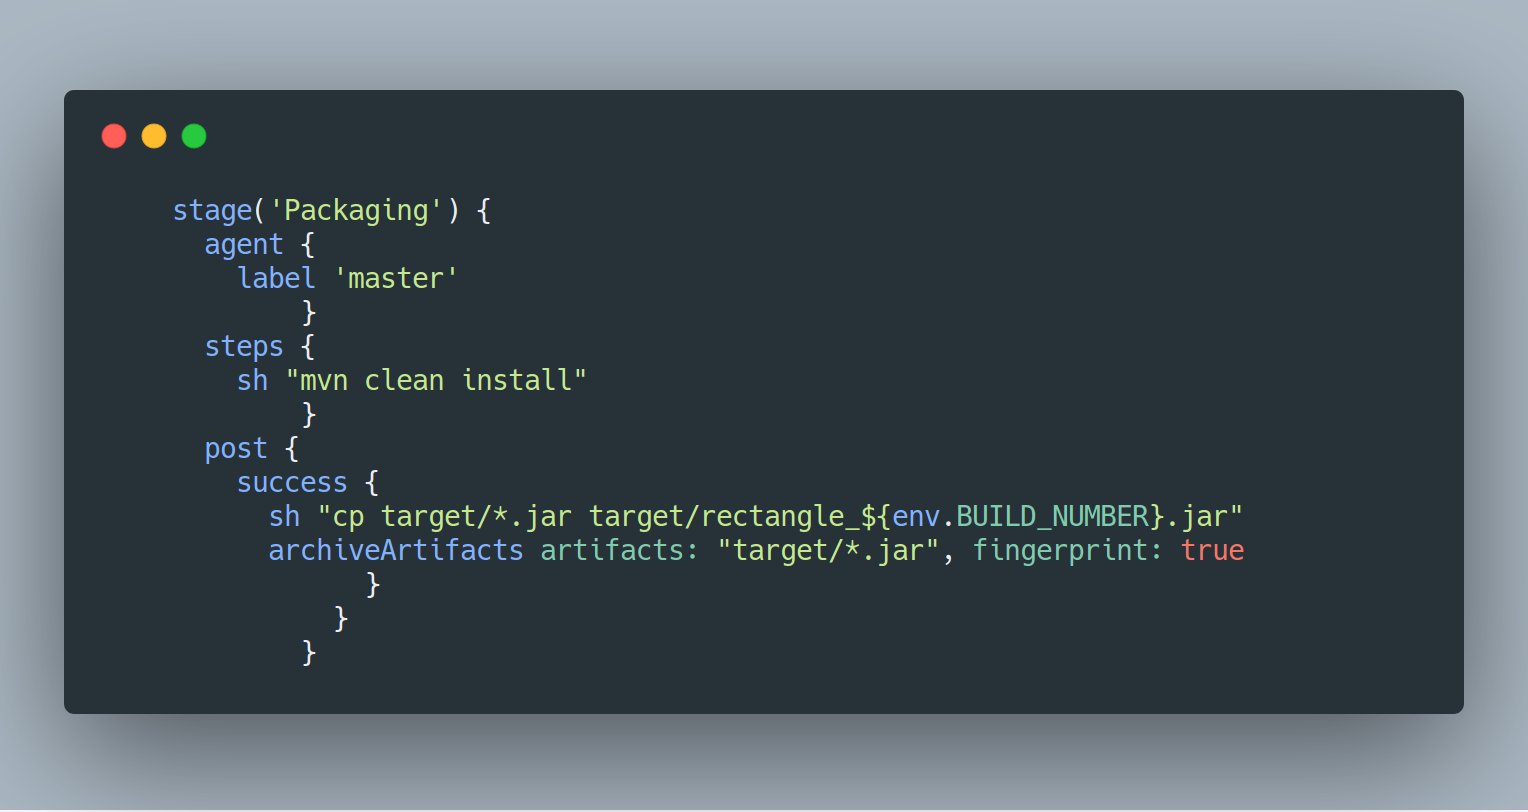 stage('Packaging') {
  agent {
    label 'master'
        }
  steps {
    sh "mvn clean install"
        }
  post {
    success {
      sh "cp target/*.jar target/rectangle_${env.BUILD_NUMBER}.jar"
      archiveArtifacts artifacts: "target/*.jar", fingerprint: true
            }
          }
        }